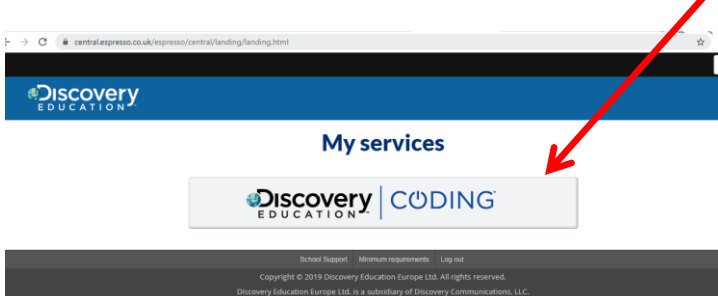 central.espresso.co.uk/espresso/central/landing/landing.html
Discovery
EDUCATION
My services
Discovery
EDUCATION
CODING
School Support Minimum requirements Log out
Copyright © 2019 Discovery Education Europe Ltd. All rights reserved.
Discovery Education Europe Ltd. is a subsidiary of Discovery Communications, LLC.